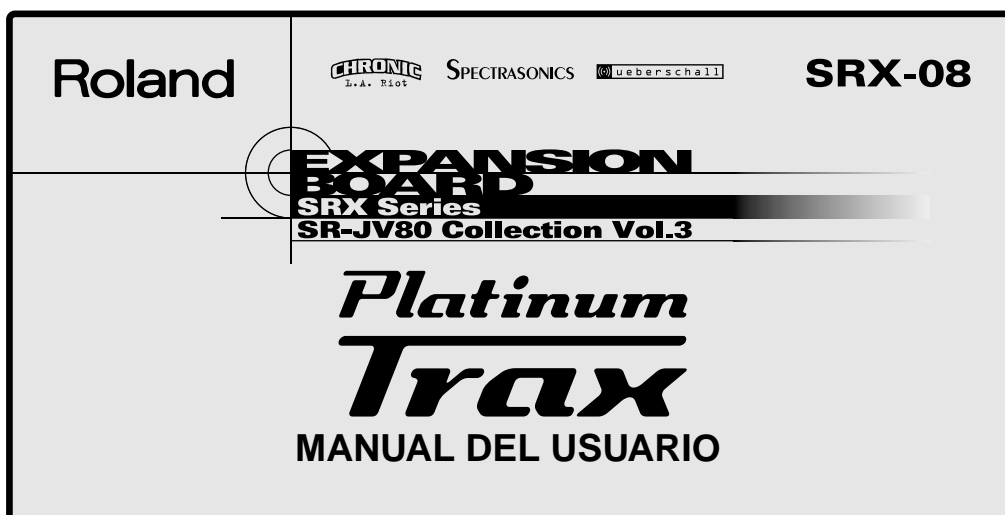 Roland
CHRONIC
L.A. Riot
SPECTRASONICS
ueberschall
SRX-08
EXPANSION
BOARD
SRX Series
SR-JV80 Collection Vol.3
Platinum
Trax
MANUAL DEL USUARIO